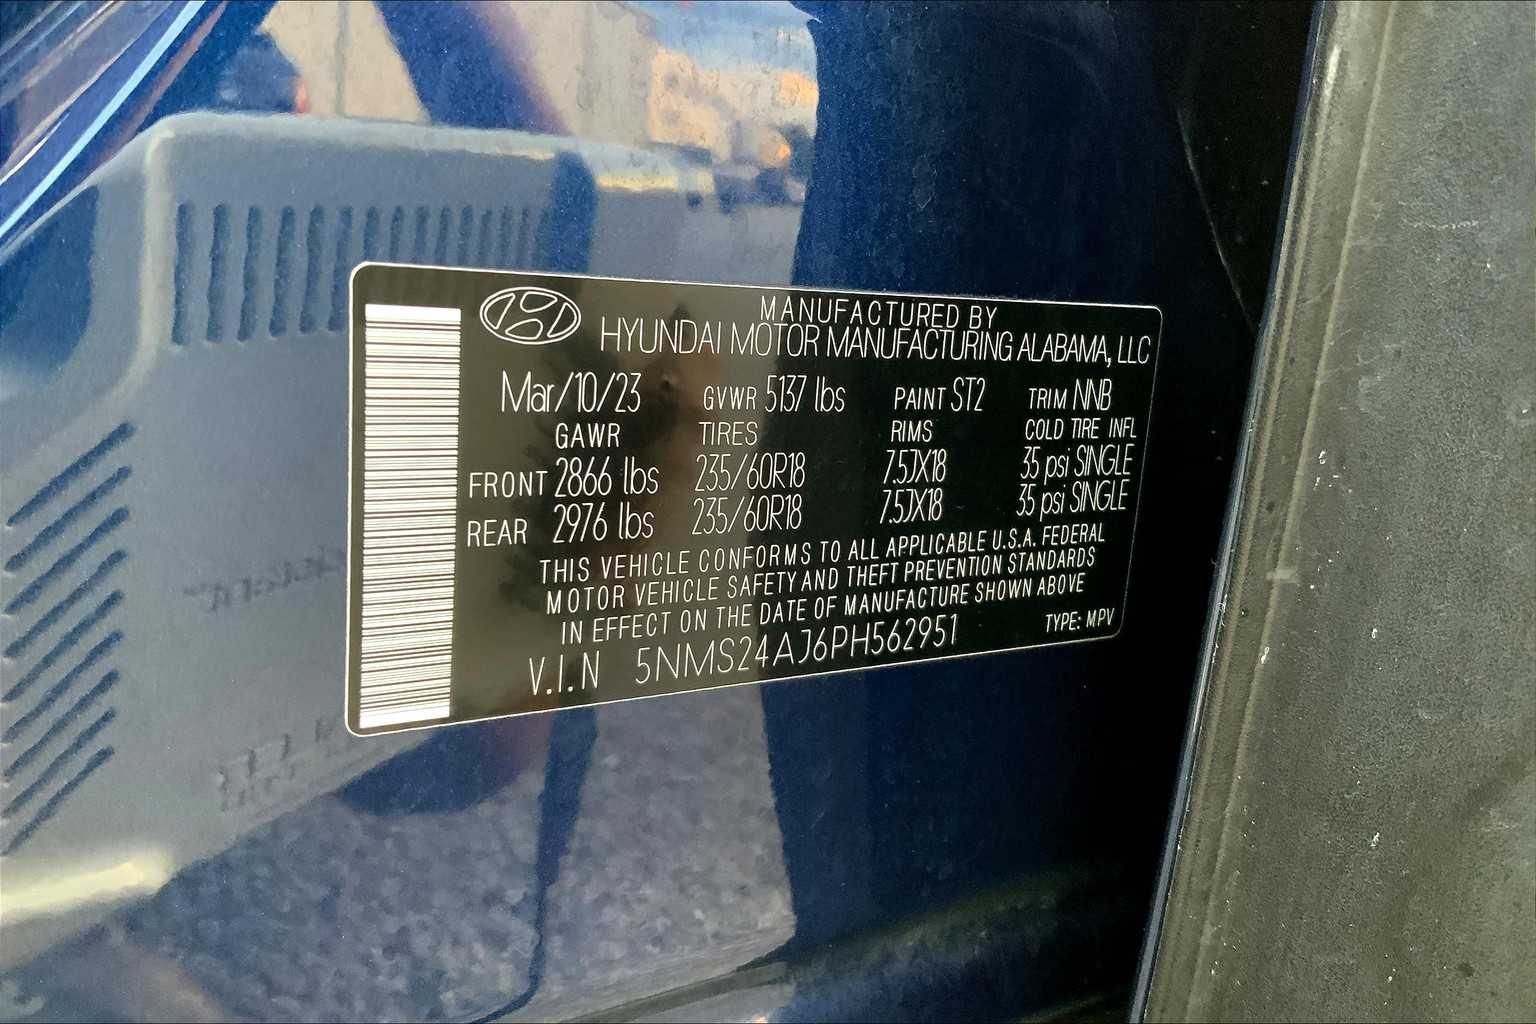 MANUFACTURED BY
HYUNDAI MOTOR MANUFACTURING ALABAMA, LLC
Mar/10/23 GVWR 5137 lbs PAINT ST2 TRIM NNB
GAWR TIRES RIMS COLD TIRE INFL
FRONT 2866 lbs 235/60R18 7.5JX18 35 psi SINGLE
REAR 2976 lbs 235/60R18 7.5JX18 35 psi SINGLE
THIS VEHICLE CONFORMS TO ALL APPLICABLE U.S.A. FEDERAL
MOTOR VEHICLE SAFETY AND THEFT PREVENTION STANDARDS
IN EFFECT ON THE DATE OF MANUFACTURE SHOWN ABOVE
V.I.N 5NMS24AJ6PH562951 TYPE: MPV